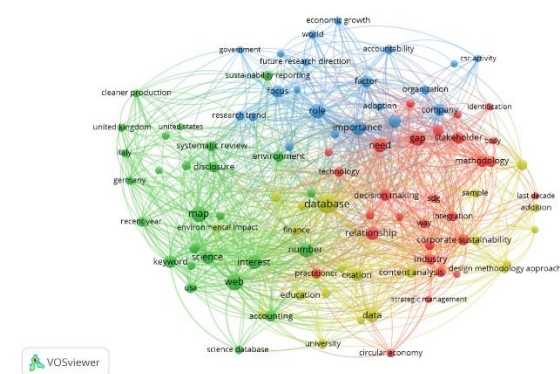 economic growth
world
government
accountability
future research direction
csr activity
sustainability reporting
factor
cleaner production
focus
organization
adoption
research trend
role
company
identification
importance
united kingdom
united states
gap
stakeholder
body
systematic review
need
italy
environment
methodology
disclosure
technology
germany
decision making
sdg
sample
last decade
database
addition
map
integration
recent year
way
environmental impact
finance
relationship
corporate sustainability
number
science
industry
keyword
interest
practitioner
citation
content analysis
design methodology approach
web
usa
education
strategic management
accounting
data
university
science database
circular economy
VOSviewer